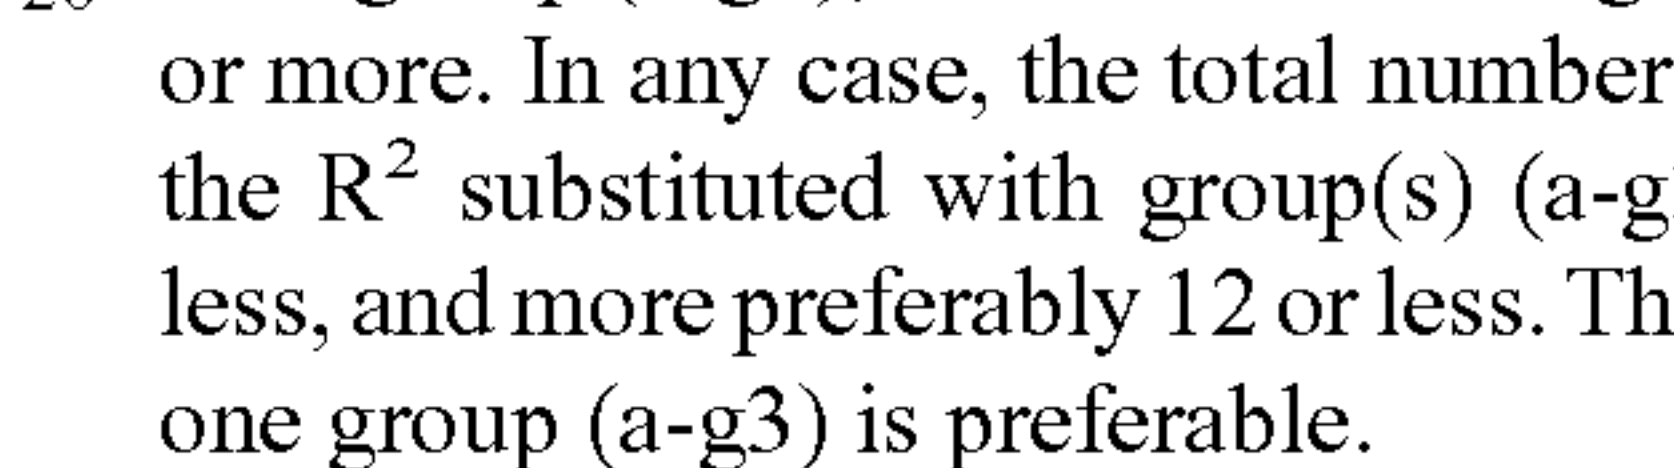 or more. In any case, the total number
the R² substituted with group(s) (a-g
less, and more preferably 12 or less. Th
one group (a-g3) is preferable.